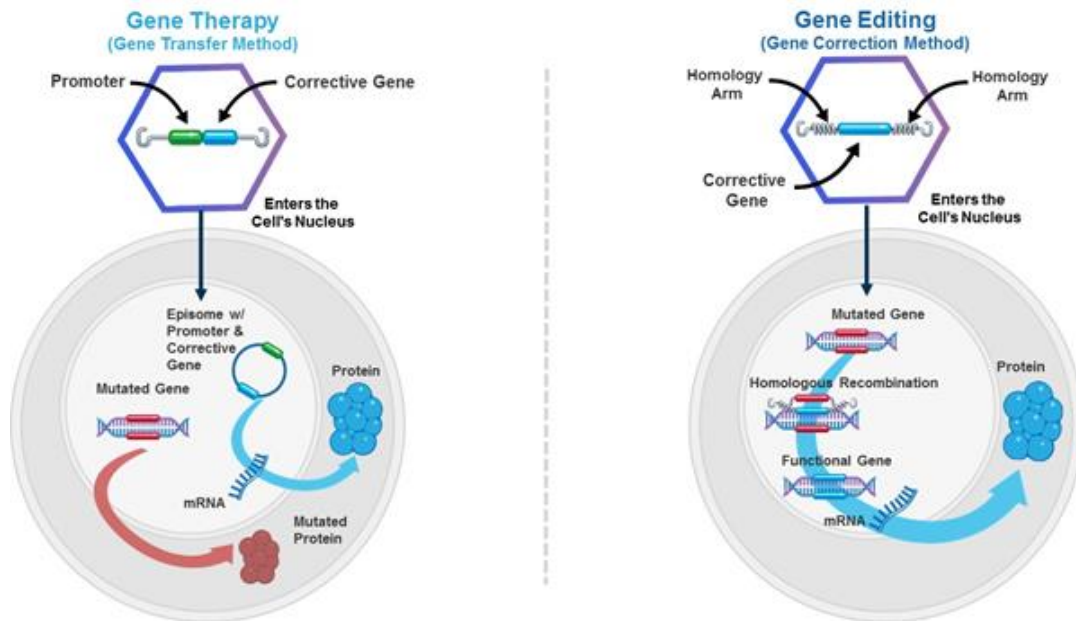 Gene Therapy
(Gene Transfer Method)
Promoter
Corrective Gene
Enters the
Cell's Nucleus
Episome w/
Promoter &
Corrective
Gene
Protein
Mutated Gene
mRNA
Mutated
Protein
Gene Editing
(Gene Correction Method)
Homology
Arm
Homology
Arm
Corrective
Gene
Enters the
Cell's Nucleus
Mutated Gene
Homologous Recombination
Protein
Functional Gene
mRNA